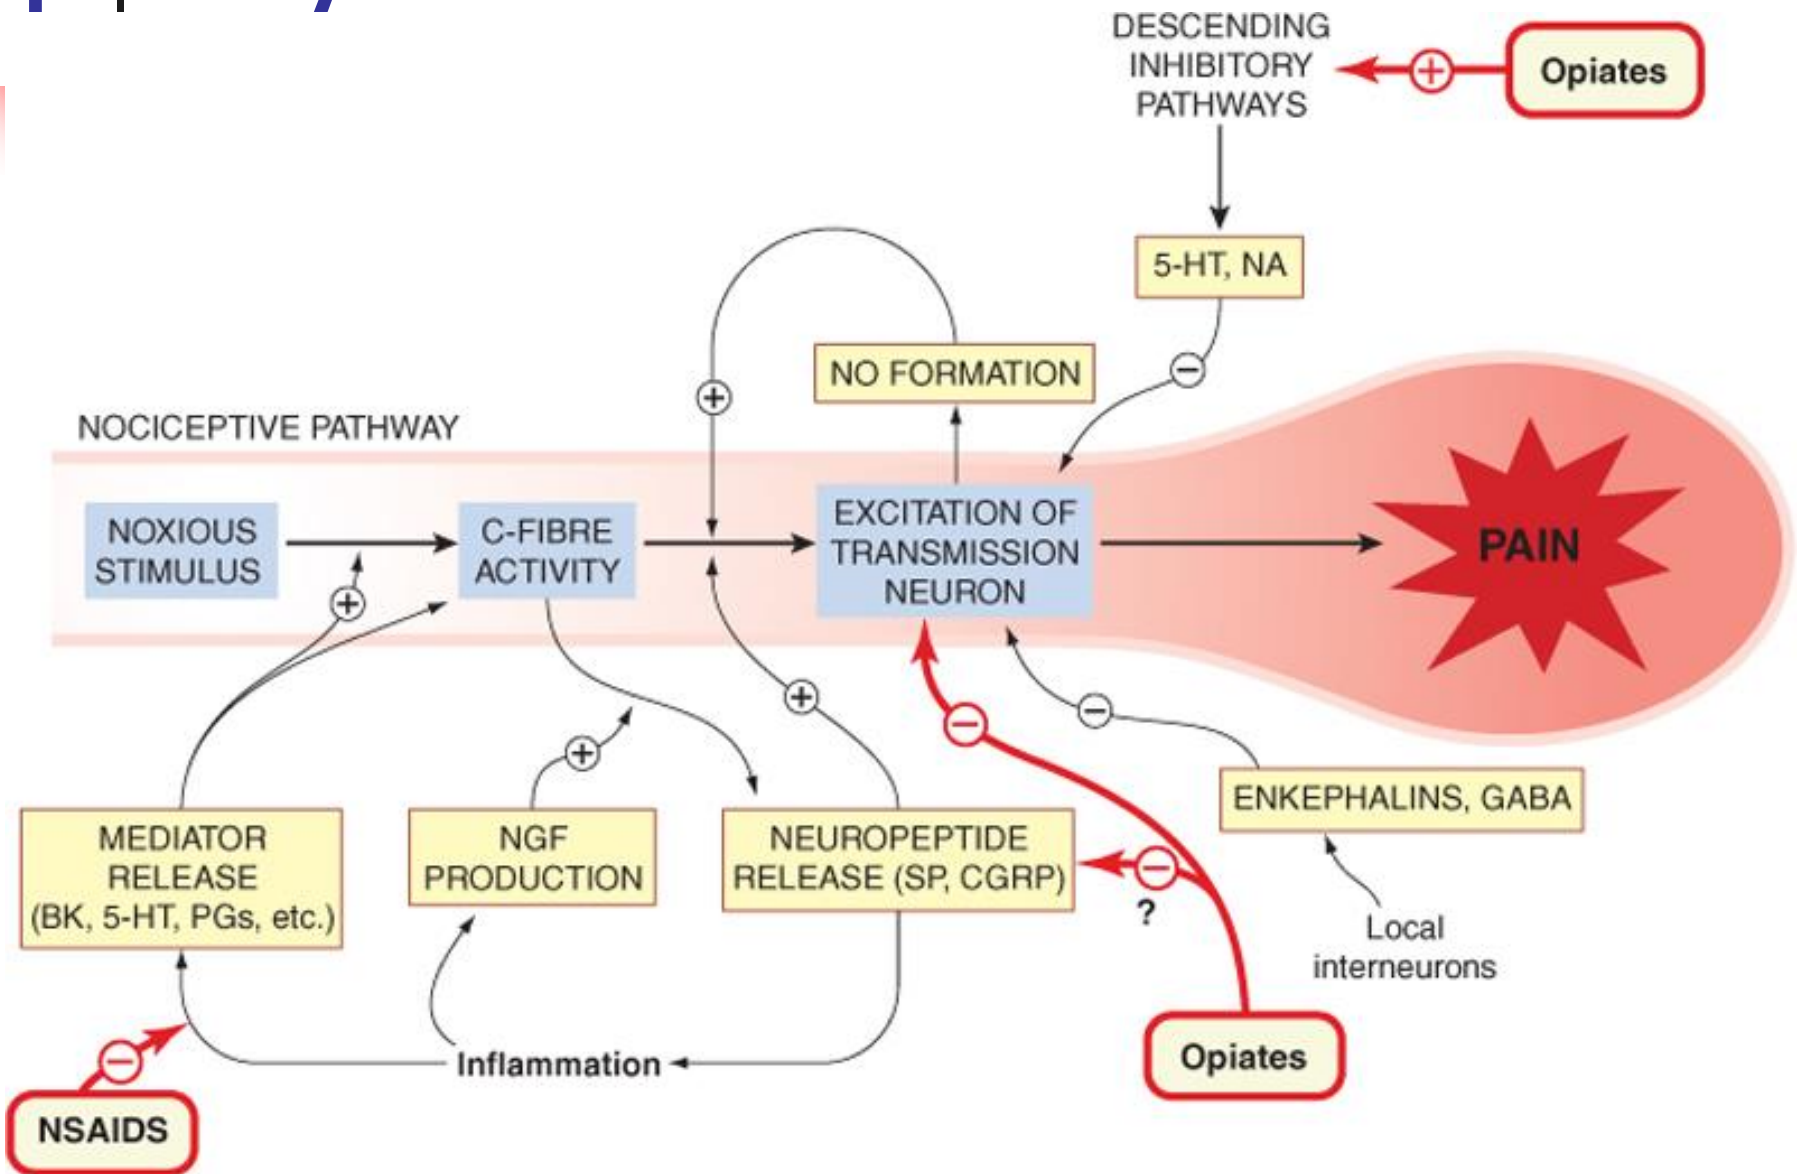 DESCENDING
INHIBITORY
PATHWAYS
+
Opiates
5-HT, NA
NO FORMATION
−
+
NOCICEPTIVE PATHWAY
NOXIOUS
STIMULUS
C-FIBRE
ACTIVITY
EXCITATION OF
TRANSMISSION
NEURON
PAIN
+
+
−
−
+
MEDIATOR
RELEASE
(BK, 5-HT, PGs, etc.)
NGF
PRODUCTION
NEUROPEPTIDE
RELEASE (SP, CGRP)
−
?
ENKEPHALINS, GABA
Local
interneurons
Inflammation
Opiates
−
NSAIDS